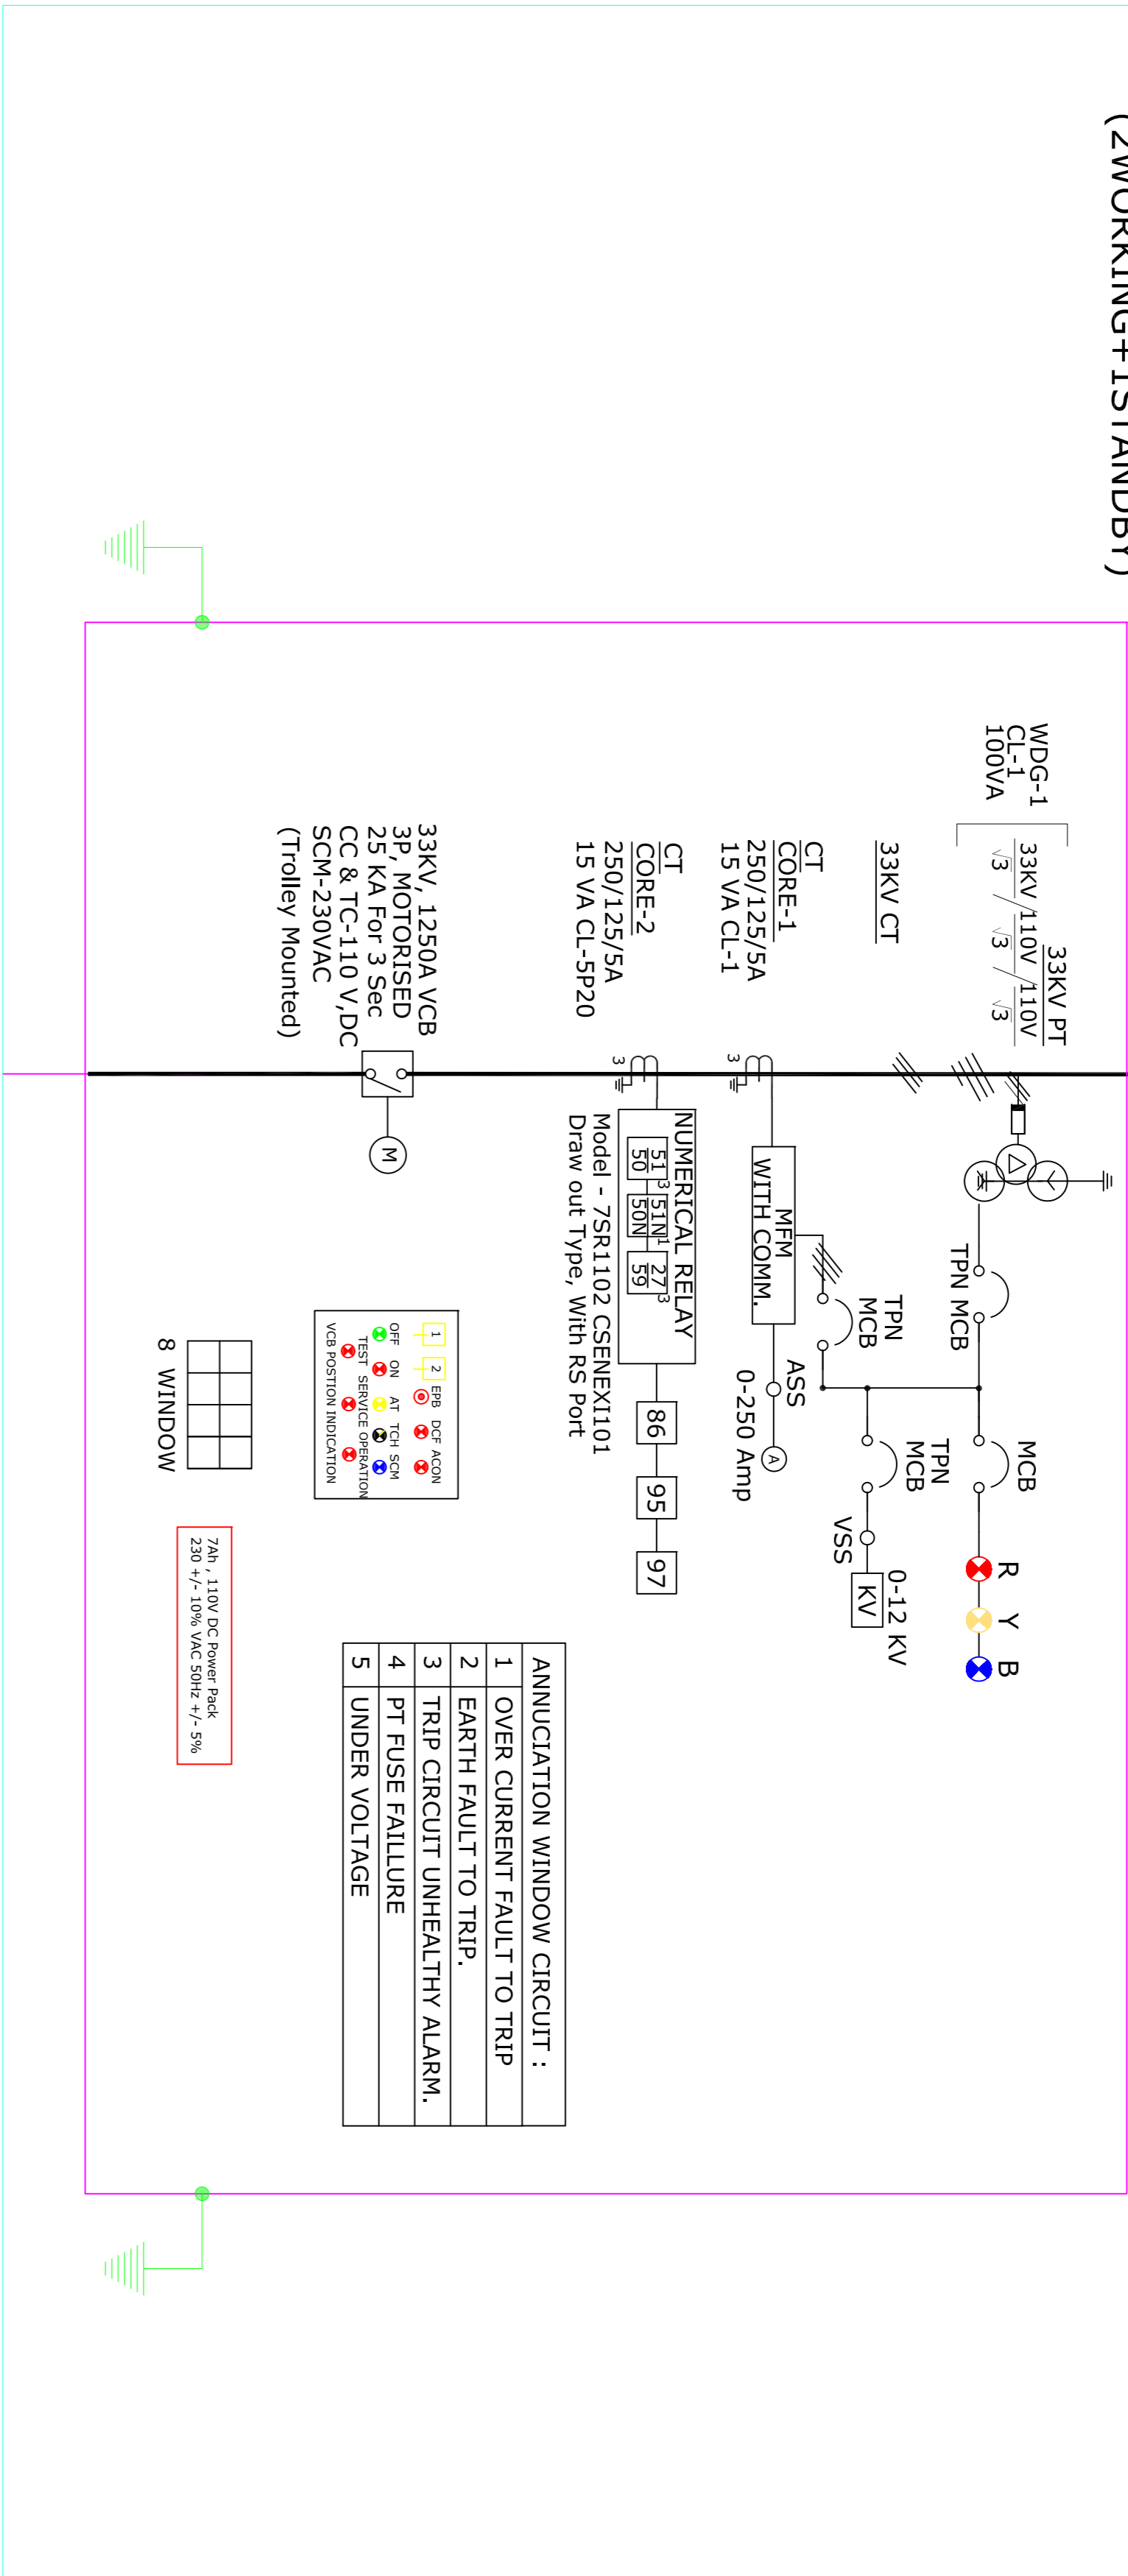 (2WORKING+1STANDBY)
33KV PT
WDG-1
CL-1
100VA
33KV / 110V / 110V
√3 √3 √3
TPN MCB
MCB
R Y B
33KV CT
TPN
MCB
TPN
MCB
VSS
KV
0-12 KV
CT
CORE-1
250/125/5A
15 VA CL-1
3
MFM
WITH COMM.
ASS
A
0-250 Amp
CT
CORE-2
250/125/5A
15 VA CL-5P20
3
NUMERICAL RELAY
51 3 51N 1 27 3
50 50N 59
86 95 97
Model - 7SR1102 CSENEXI101
Draw out Type, With RS Port
33KV, 1250A VCB
3P, MOTORISED
25 KA For 3 Sec
CC & TC-110 V,DC
SCM-230VAC
(Trolley Mounted)
M
1 2 EPB DCF ACON
OFF ON AT TCH SCM
TEST SERVICE OPERATION
VCB POSTION INDICATION
ANNUCIATION WINDOW CIRCUIT :
1 OVER CURRENT FAULT TO TRIP
2 EARTH FAULT TO TRIP.
3 TRIP CIRCUIT UNHEALTHY ALARM.
4 PT FUSE FAILLURE
5 UNDER VOLTAGE
8 WINDOW
7Ah , 110V DC Power Pack
230 +/- 10% VAC 50Hz +/- 5%